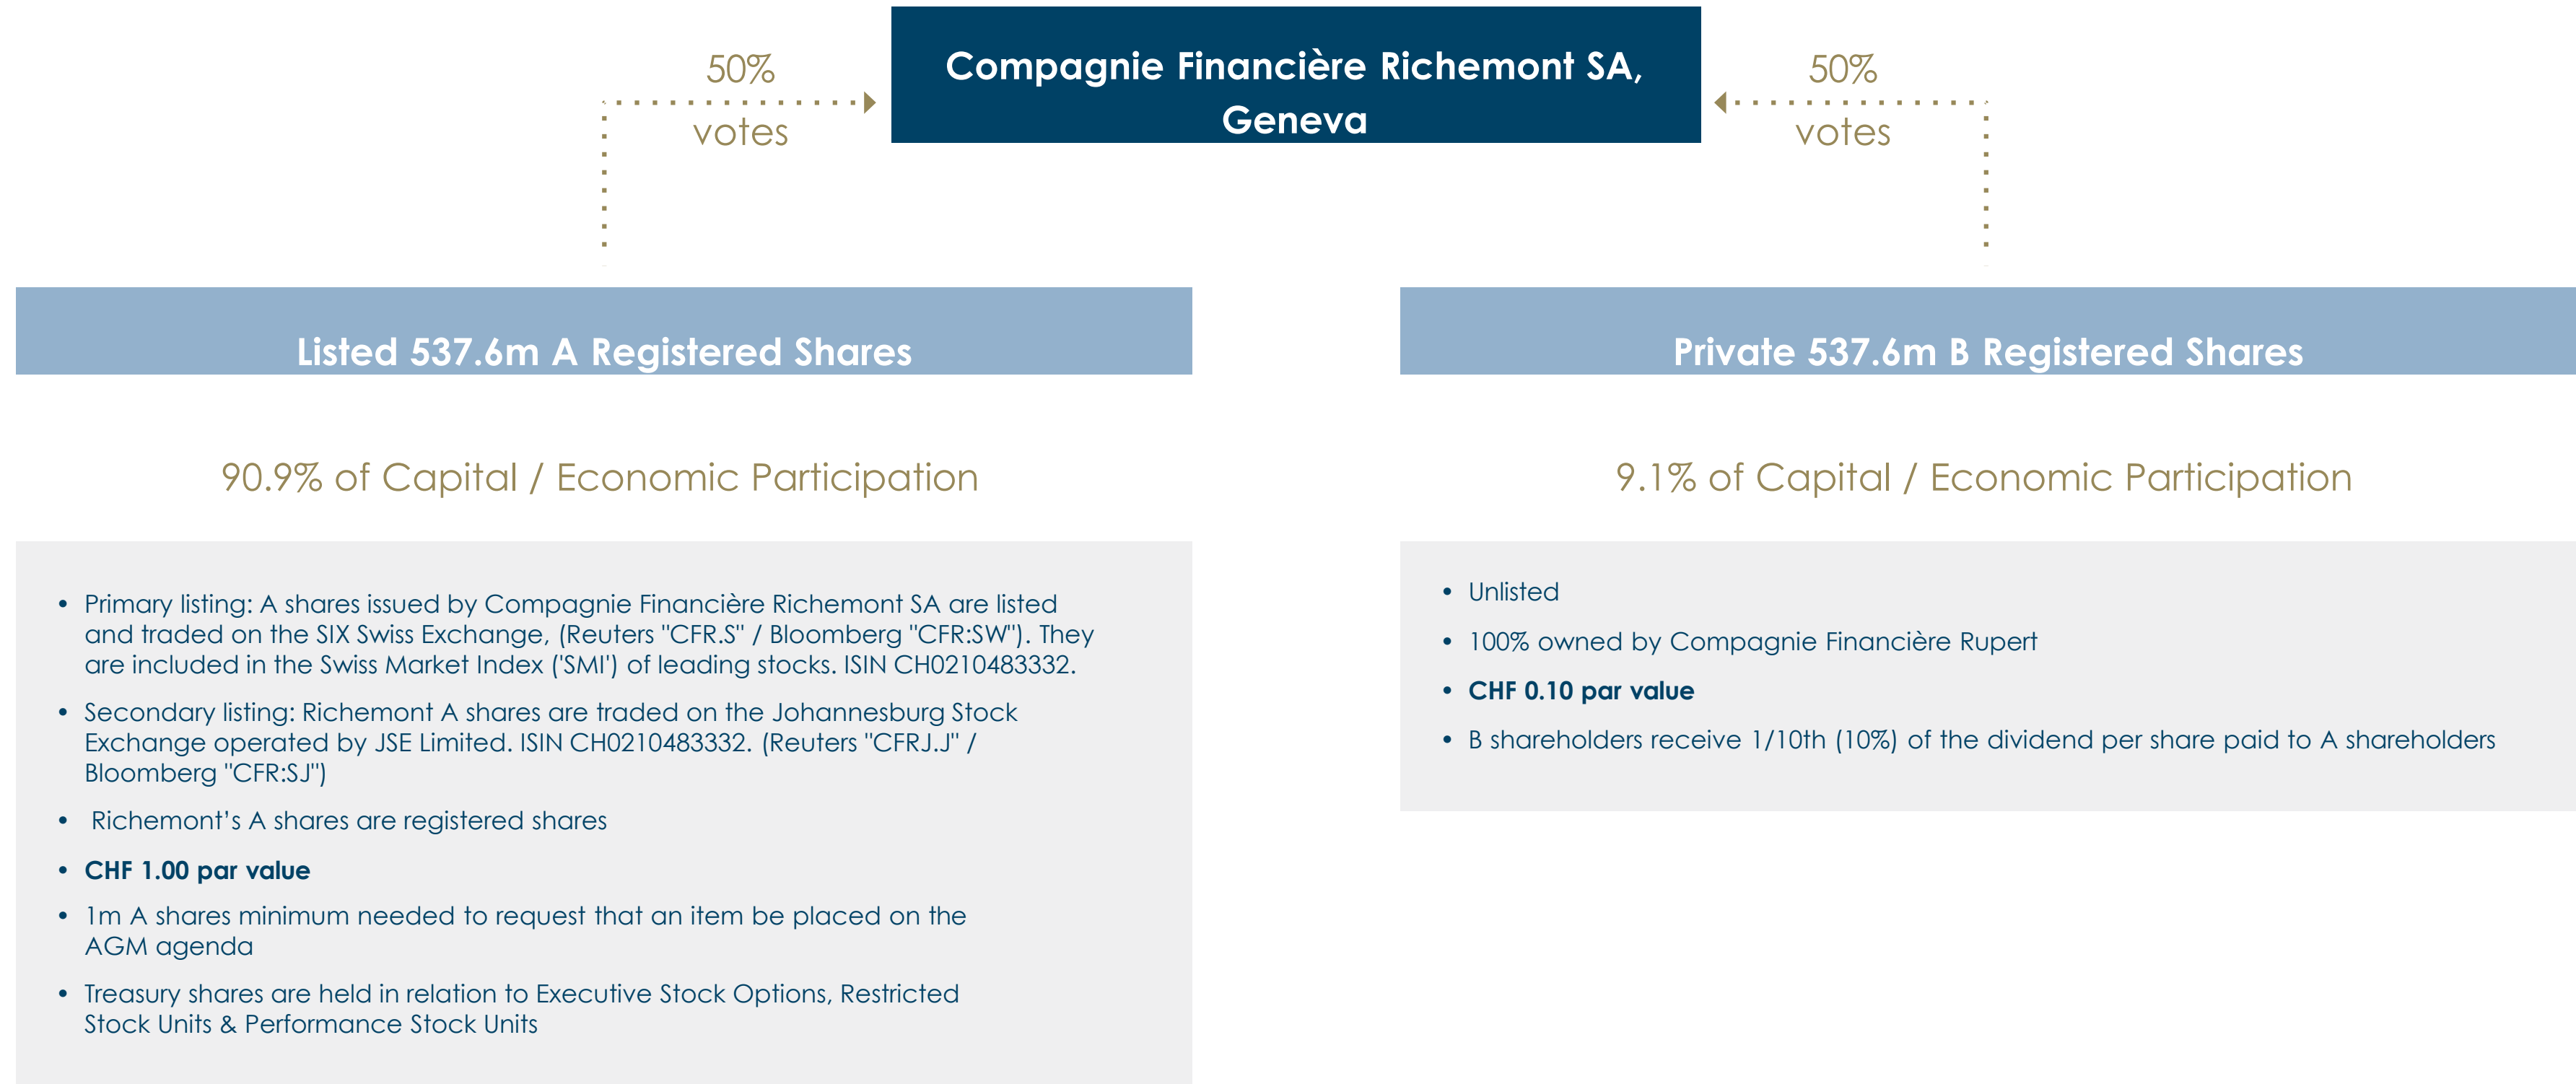 50%
votes
Compagnie Financière Richemont SA,
Geneva
50%
votes
Listed 537.6m A Registered Shares
90.9% of Capital / Economic Participation
• Primary listing: A shares issued by Compagnie Financière Richemont SA are listed
and traded on the SIX Swiss Exchange, (Reuters "CFR.S" / Bloomberg "CFR:SW"). They
are included in the Swiss Market Index ('SMI') of leading stocks. ISIN CH0210483332.
• Secondary listing: Richemont A shares are traded on the Johannesburg Stock
Exchange operated by JSE Limited. ISIN CH0210483332. (Reuters "CFRJ.J" /
Bloomberg "CFR:SJ")
• Richemont’s A shares are registered shares
• CHF 1.00 par value
• 1m A shares minimum needed to request that an item be placed on the
AGM agenda
• Treasury shares are held in relation to Executive Stock Options, Restricted
Stock Units & Performance Stock Units
Private 537.6m B Registered Shares
9.1% of Capital / Economic Participation
• Unlisted
• 100% owned by Compagnie Financière Rupert
• CHF 0.10 par value
• B shareholders receive 1/10th (10%) of the dividend per share paid to A shareholders